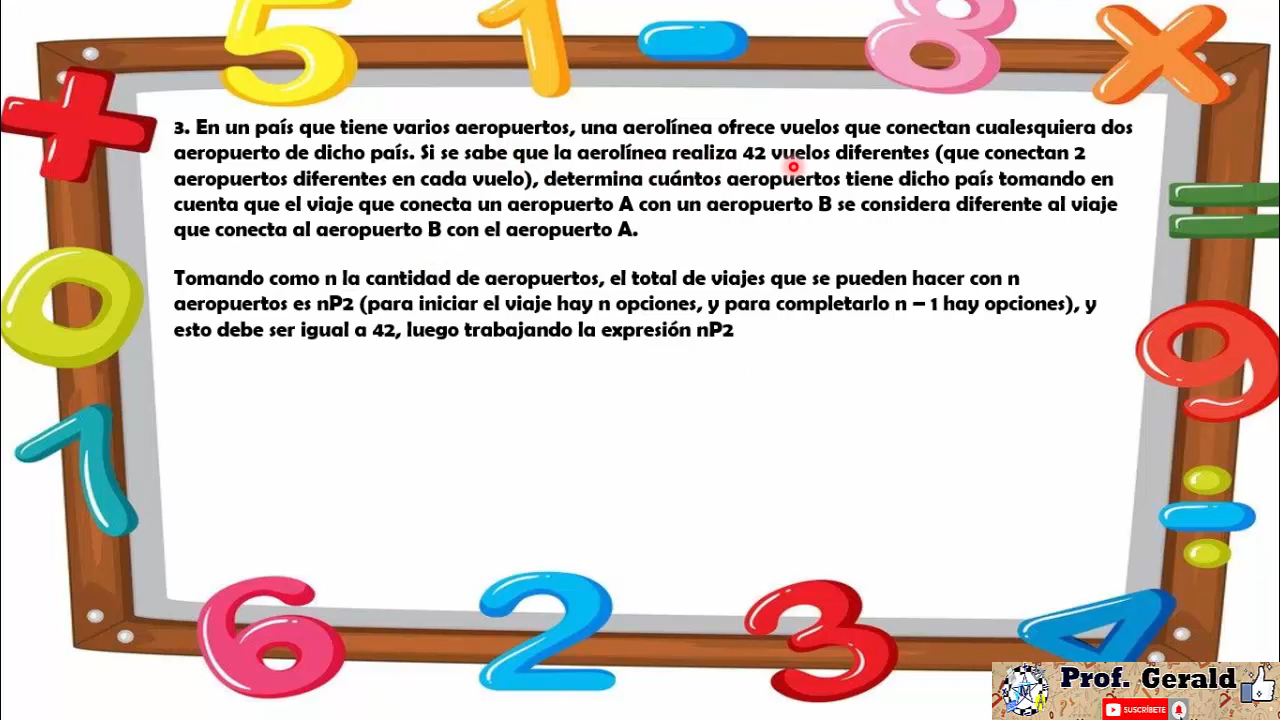 3. En un país que tiene varios aeropuertos, una aerolínea ofrece vuelos que conectan cualesquiera dos
aeropuerto de dicho país. Si se sabe que la aerolínea realiza 42 vuelos diferentes (que conectan 2
aeropuertos diferentes en cada vuelo), determina cuántos aeropuertos tiene dicho país tomando en
cuenta que el viaje que conecta un aeropuerto A con un aeropuerto B se considera diferente al viaje
que conecta al aeropuerto B con el aeropuerto A.
Tomando como n la cantidad de aeropuertos, el total de viajes que se pueden hacer con n
aeropuertos es nP2 (para iniciar el viaje hay n opciones, y para completarlo n – 1 hay opciones), y
esto debe ser igual a 42, luego trabajando la expresión nP2
Prof. Gerald
SUSCRÍBETE